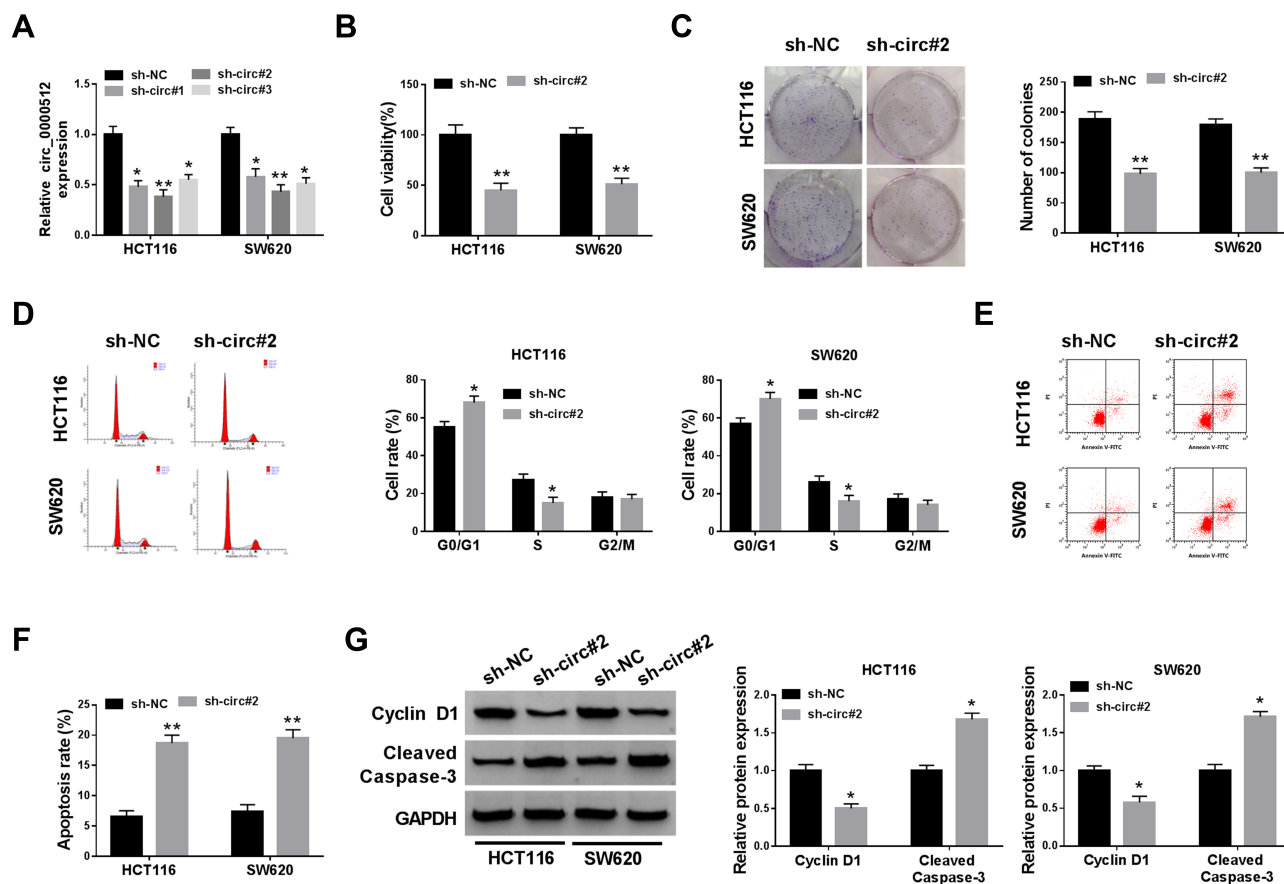 A
sh-NC
sh-circ#2
sh-circ#1
sh-circ#3
Relative circ_0000512
expression
1.5
1.0
0.5
0.0
*
**
*
*
**
*
HCT116
SW620
B
sh-NC
sh-circ#2
Cell viability(%)
150
100
50
0
**
**
HCT116
SW620
C
sh-NC
sh-circ#2
HCT116
SW620
sh-NC
sh-circ#2
Number of colonies
250
200
150
100
50
0
**
**
HCT116
SW620
D
sh-NC
sh-circ#2
HCT116
SW620
HCT116
sh-NC
sh-circ#2
Cell rate (%)
80
60
40
20
0
*
*
G0/G1
S
G2/M
SW620
sh-NC
sh-circ#2
Cell rate (%)
80
60
40
20
0
*
*
G0/G1
S
G2/M
E
sh-NC
sh-circ#2
HCT116
SW620
PI
Annexin V-FITC
PI
Annexin V-FITC
PI
Annexin V-FITC
PI
Annexin V-FITC
F
sh-NC
sh-circ#2
Apoptosis rate (%)
25
20
15
10
5
0
**
**
HCT116
SW620
G
sh-NC
sh-circ#2
sh-NC
sh-circ#2
Cyclin D1
Cleaved
Caspase-3
GAPDH
HCT116
SW620
HCT116
sh-NC
sh-circ#2
Relative protein expression
2.0
1.5
1.0
0.5
0.0
*
*
Cyclin D1
Cleaved
Caspase-3
SW620
sh-NC
sh-circ#2
Relative protein expression
2.0
1.5
1.0
0.5
0.0
*
*
Cyclin D1
Cleaved
Caspase-3